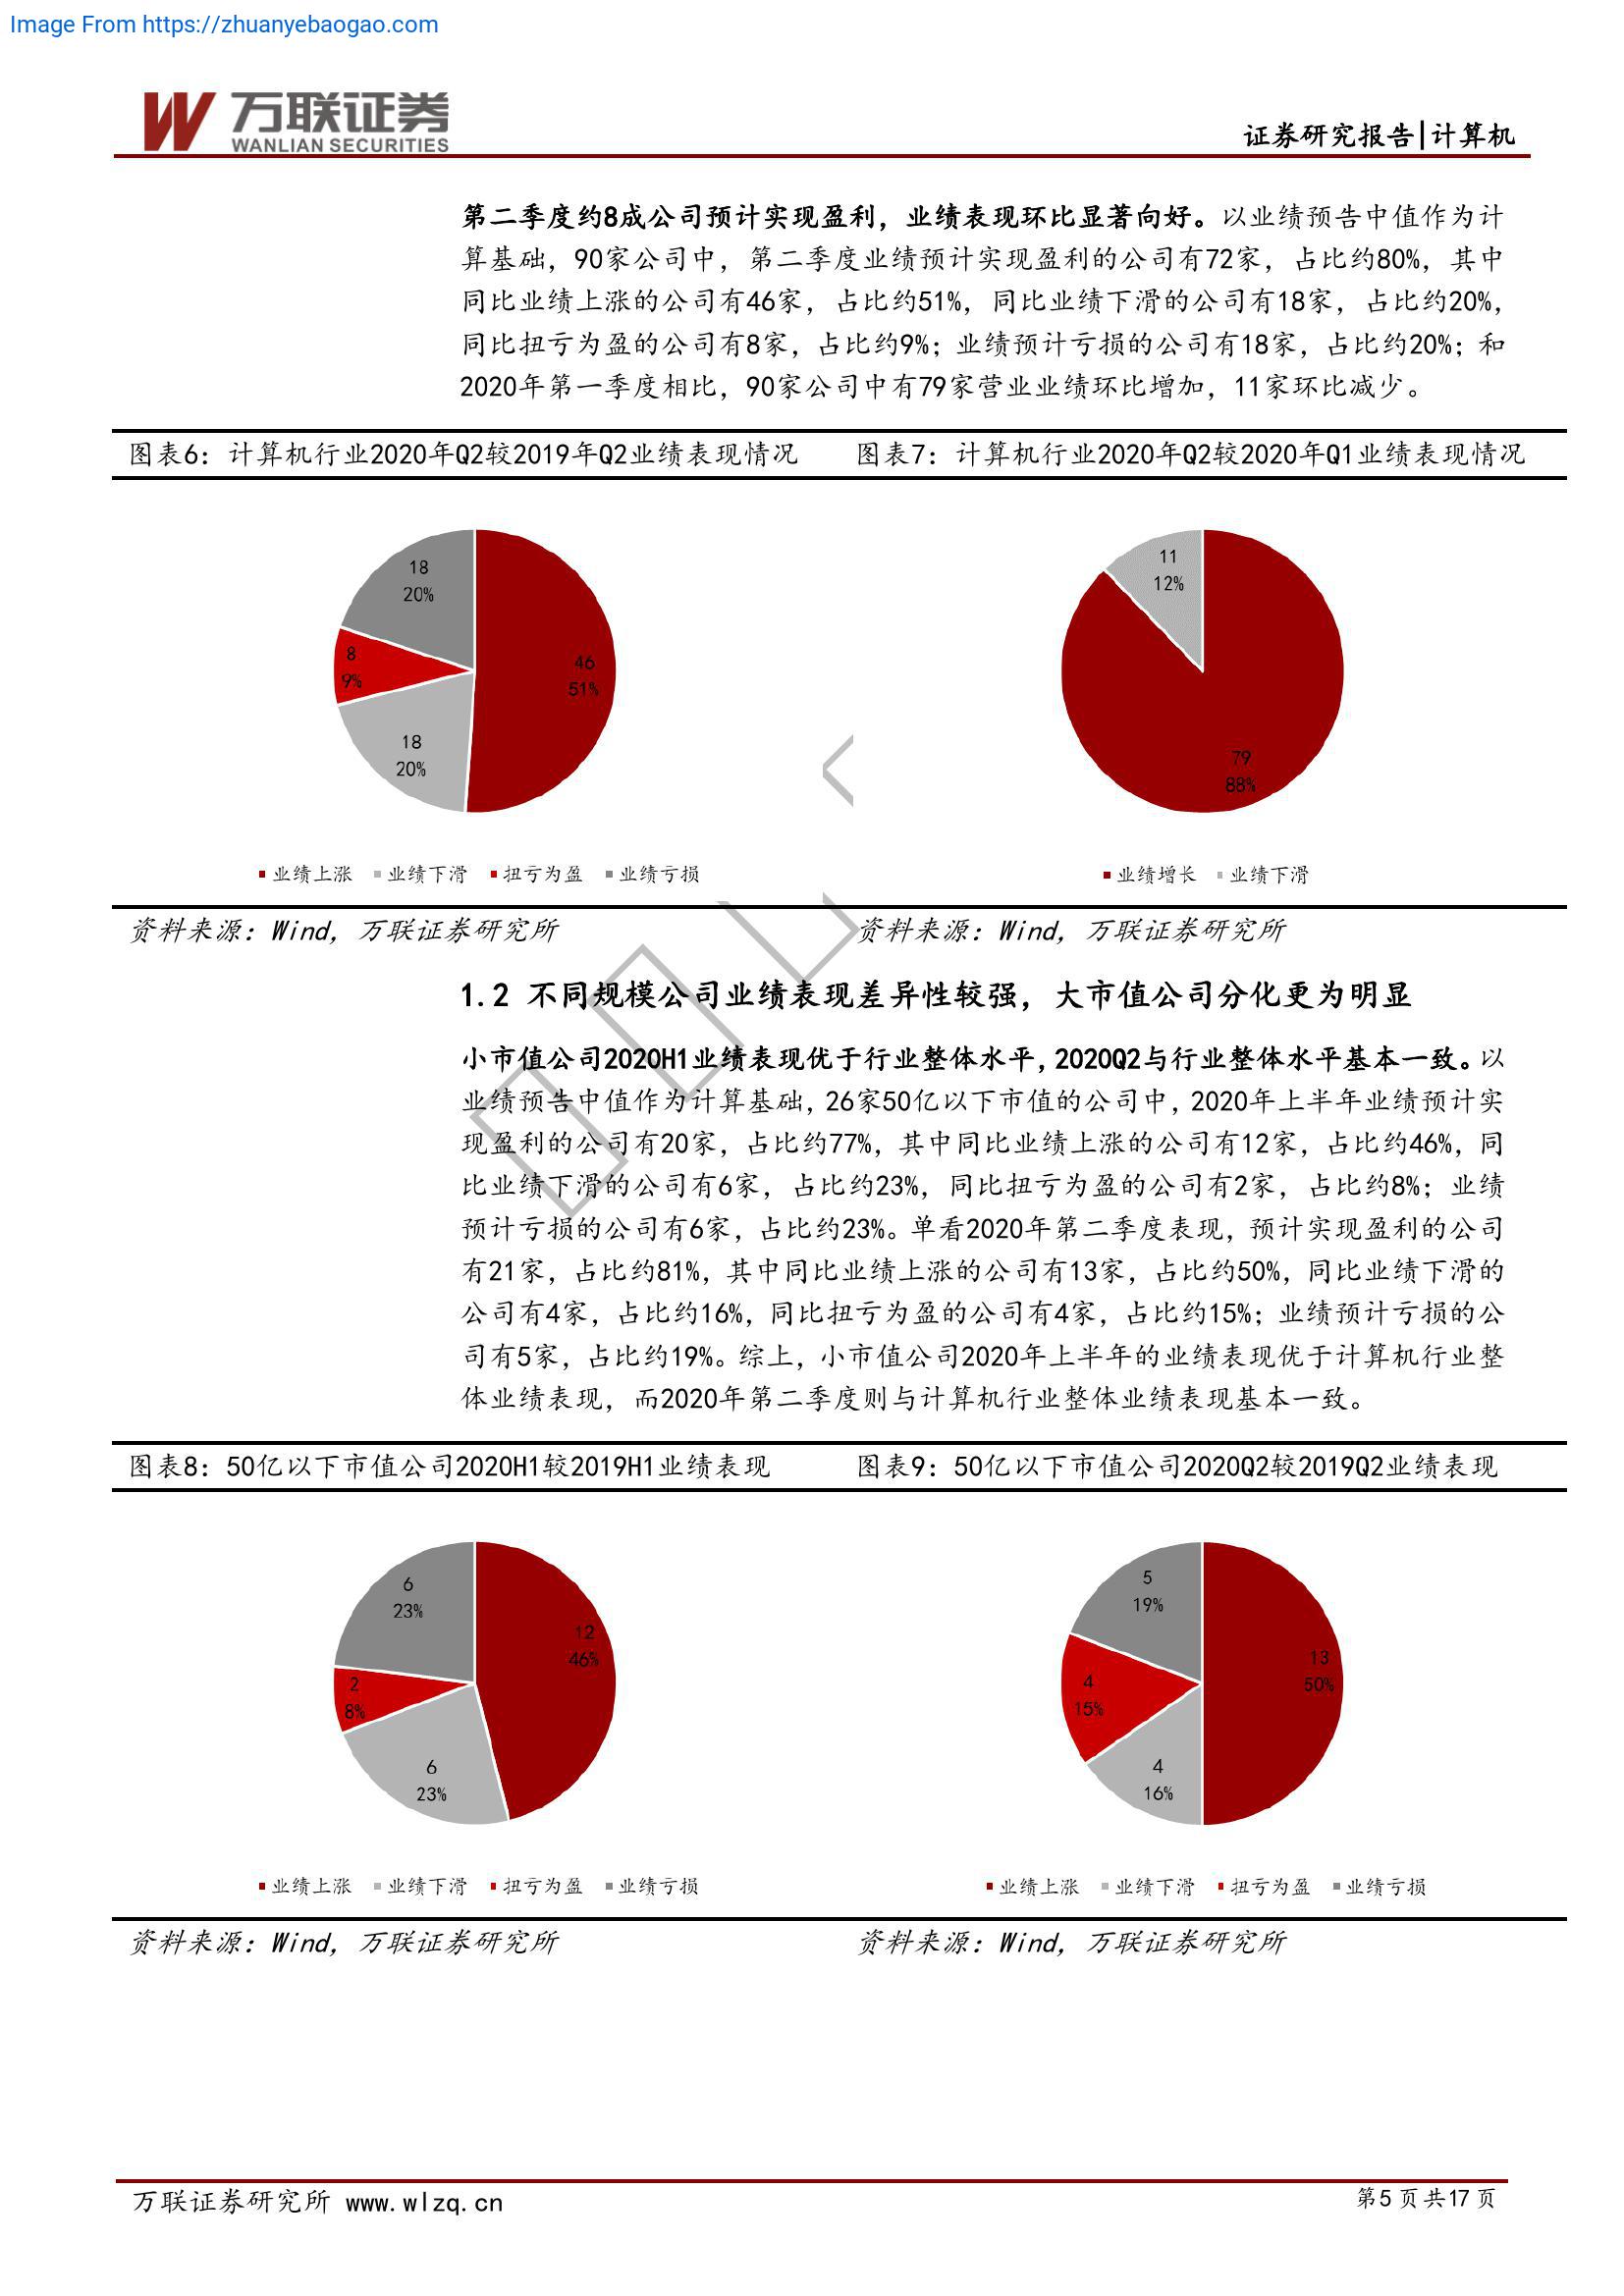 Image From https://zhuanyebaogao.com
万联证券
WANLIAN SECURITIES
证券研究报告|计算机
第二季度约8成公司预计实现盈利，业绩表现环比显著向好。以业绩预告中值作为计
算基础，90家公司中，第二季度业绩预计实现盈利的公司有72家，占比约80%，其中
同比业绩上涨的公司有46家，占比约51%，同比业绩下滑的公司有18家，占比约20%，
同比扭亏为盈的公司有8家，占比约9%；业绩预计亏损的公司有18家，占比约20%；和
2020年第一季度相比，90家公司中有79家营业业绩环比增加，11家环比减少。
图表6：计算机行业2020年Q2较2019年Q2业绩表现情况
18
20%
8
9%
46
51%
18
20%
业绩上涨 业绩下滑 扭亏为盈 业绩亏损
资料来源：Wind，万联证券研究所
图表7：计算机行业2020年Q2较2020年Q1业绩表现情况
11
12%
79
88%
业绩增长 业绩下滑
资料来源：Wind，万联证券研究所
1.2 不同规模公司业绩表现差异性较强，大市值公司分化更为明显
小市值公司2020H1业绩表现优于行业整体水平，2020Q2与行业整体水平基本一致。以
业绩预告中值作为计算基础，26家50亿以下市值的公司中，2020年上半年业绩预计实
现盈利的公司有20家，占比约77%，其中同比业绩上涨的公司有12家，占比约46%，同
比业绩下滑的公司有6家，占比约23%，同比扭亏为盈的公司有2家，占比约8%；业绩
预计亏损的公司有6家，占比约23%。单看2020年第二季度表现，预计实现盈利的公司
有21家，占比约81%，其中同比业绩上涨的公司有13家，占比约50%，同比业绩下滑的
公司有4家，占比约16%，同比扭亏为盈的公司有4家，占比约15%；业绩预计亏损的公
司有5家，占比约19%。综上，小市值公司2020年上半年的业绩表现优于计算机行业整
体业绩表现，而2020年第二季度则与计算机行业整体业绩表现基本一致。
图表8：50亿以下市值公司2020H1较2019H1业绩表现
6
23%
12
46%
2
8%
6
23%
业绩上涨 业绩下滑 扭亏为盈 业绩亏损
资料来源：Wind，万联证券研究所
图表9：50亿以下市值公司2020Q2较2019Q2业绩表现
5
19%
13
50%
4
15%
4
16%
业绩上涨 业绩下滑 扭亏为盈 业绩亏损
资料来源：Wind，万联证券研究所
万联证券研究所 www.wlzq.cn
第5 页 共17 页